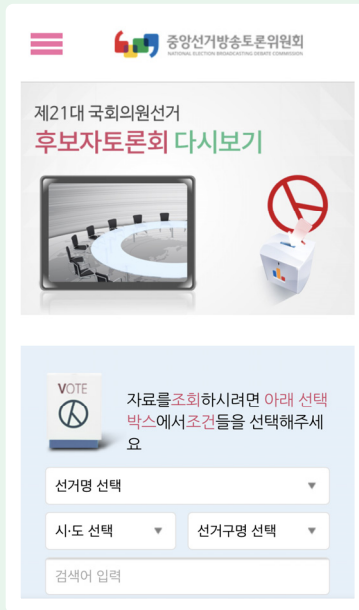 중앙선거방송토론위원회
NATIONAL ELECTION BROADCASTING DEBATE COMMISSION
제21대 국회의원선거
후보자토론회 다시보기
VOTE
자료를조회하시려면 아래 선택
박스에서조건들을 선택해주세
요
선거명 선택
시·도 선택
선거구명 선택
검색어 입력